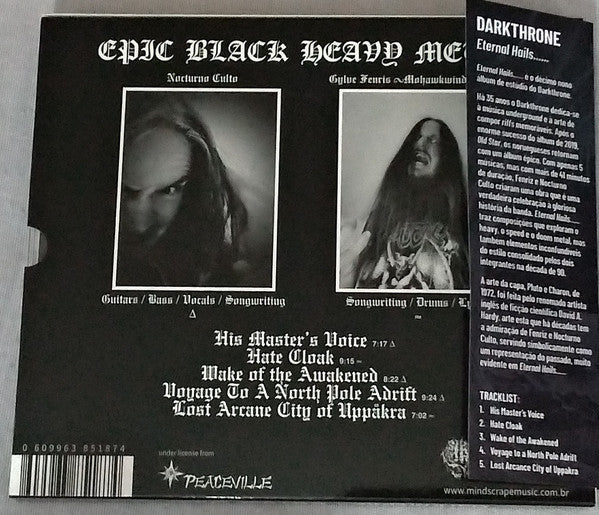 EPIC BLACK HEAVY ME
Nocturno Culto
Gylve Fenris ~Mohawkwind
Guitars / Bass / Vocals / Songwriting
Δ
Songwriting / Drums / Ly
∞
His Master's Voice 7:17 Δ
Hate Cloak 9:15 ∞
Wake of the Awakened 8:22 Δ
Voyage To A North Pole Adrift 9:24 Δ
Lost Arcane City of Uppåkra 7:02 ∞
0 609963 851874
under license from
PEACEVILLE
www.mindscrapemusic.com.br
DARKTHRONE
Eternal Hails......
Eternal Hails...... é o décimo nono
álbum de estúdio do Darkthrone.
Há 35 anos o Darkthrone dedica-se
à música underground e à arte de
compor riffs memoráveis. Após o
enorme sucesso do álbum de 2019,
Old Star, os noruegueses retornam
com um álbum épico. Com apenas 5
músicas, mas com mais de 41 minutos
de duração, Fenriz e Nocturno
Culto criaram uma obra que é uma
verdadeira celebração a gloriosa
história da banda. Eternal Hails......
traz composições que exploram o
heavy, o speed e o doom metal, mas
também elementos inconfundíveis
do estilo consolidado pelos dois
integrantes na década de 90.
A arte da capa, Pluto e Charon, de
1972, foi feita pelo renomado artista
inglês de ficção científica David A.
Hardy, arte esta que há décadas tem
a admiração de Fenriz e Nocturno
Culto, servindo simbolicamente como
um representação do passado, muito
evidente em Eternal Hails......
TRACKLIST:
1. His Master's Voice
2. Hate Cloak
3. Wake of the Awakened
4. Voyage to a North Pole Adrift
5. Lost Arcance City of Uppakra